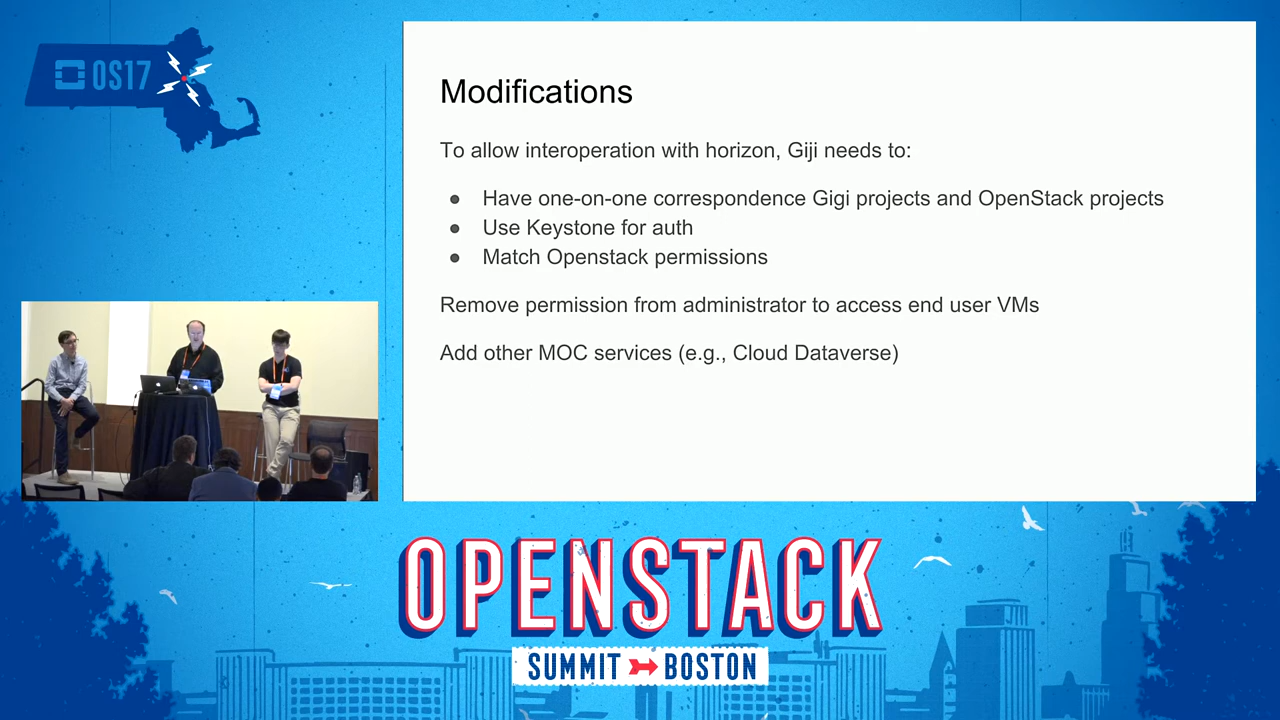 OS17
Modifications
To allow interoperation with horizon, Giji needs to:
● Have one-on-one correspondence Gigi projects and OpenStack projects
● Use Keystone for auth
● Match Openstack permissions
Remove permission from administrator to access end user VMs
Add other MOC services (e.g., Cloud Dataverse)
OPENSTACK
SUMMIT BOSTON